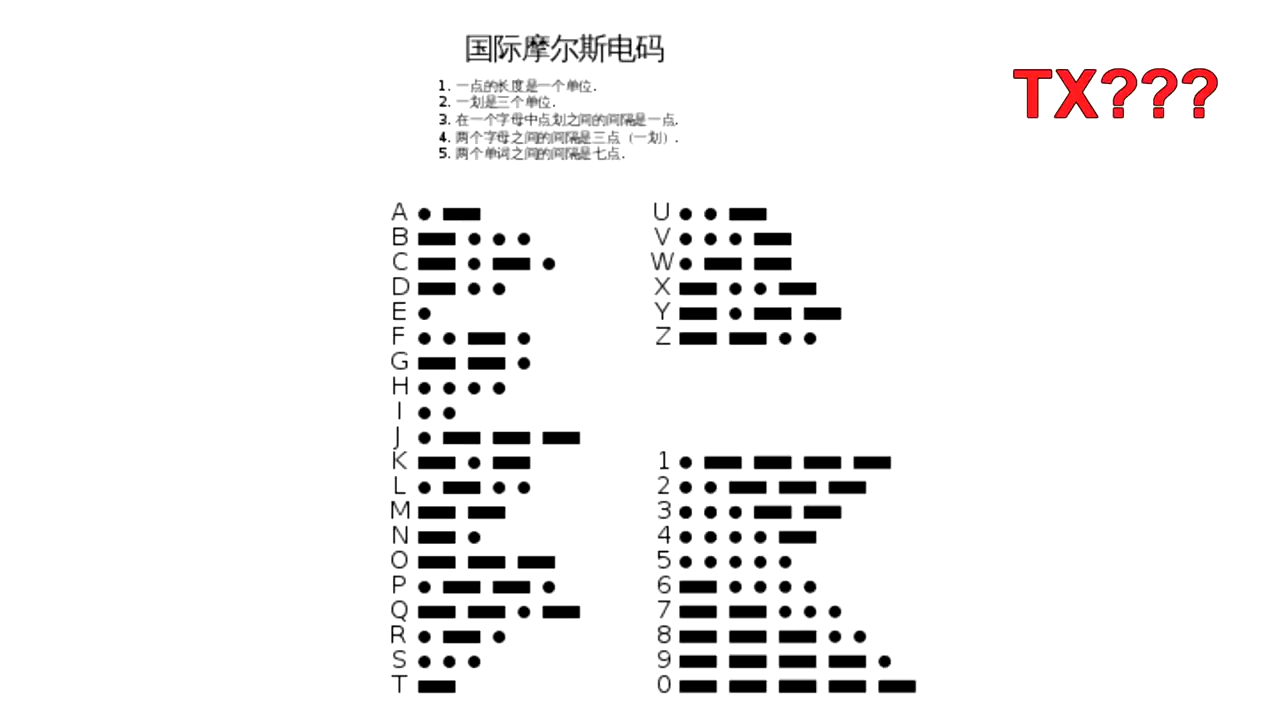 国际摩尔斯电码
TX???
1. 一点的长度是一个单位.
2. 一划是三个单位.
3. 在一个字母中点划之间的间隔是一点.
4. 两个字母之间的间隔是三点（一划）.
5. 两个单词之间的间隔是七点.
A
B
C
D
E
F
G
H
I
J
K
L
M
N
O
P
Q
R
S
T
U
V
W
X
Y
Z
1
2
3
4
5
6
7
8
9
0